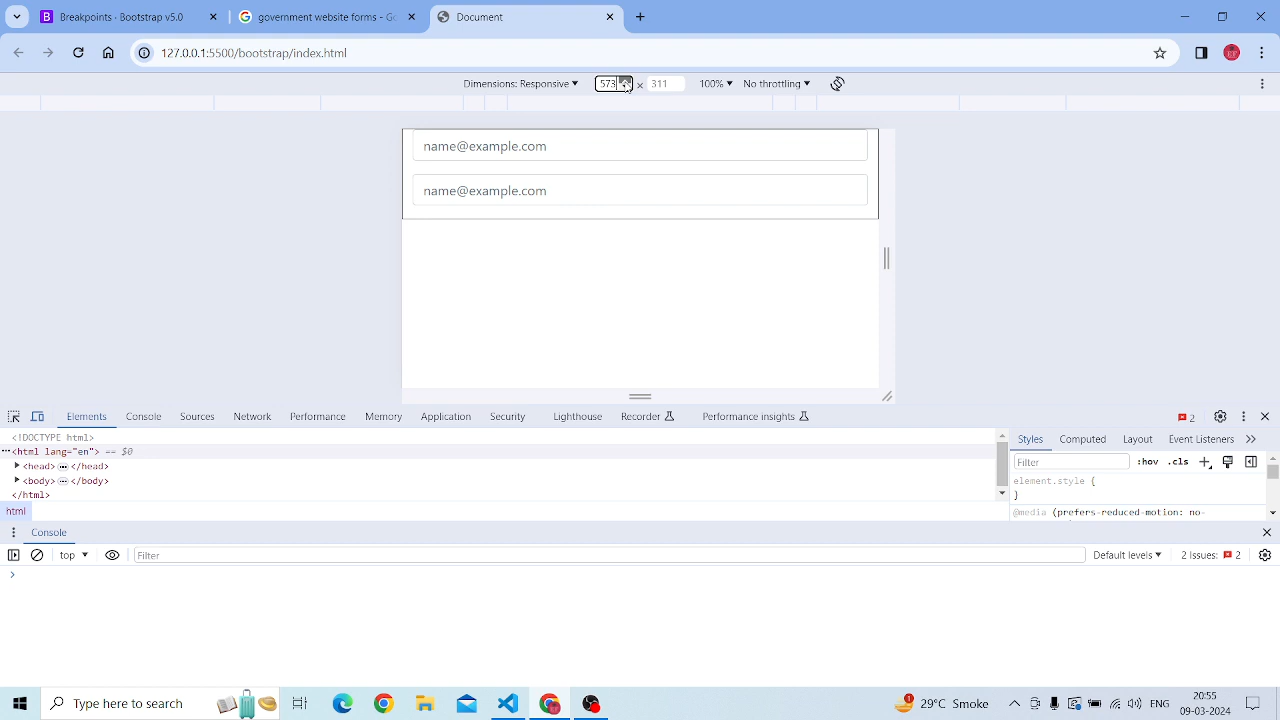 Breakpoints · Bootstrap v5.0
government website forms - Go
Document
127.0.0.1:5500/bootstrap/index.html
Dimensions: Responsive 573 × 311 100% No throttling
name@example.com
name@example.com
Elements Console Sources Network Performance Memory Application Security Lighthouse Recorder Performance insights 2
<!DOCTYPE html>
<html lang="en"> == $0
<head> </head>
<body> </body>
</html>
html
Styles Computed Layout Event Listeners
Filter :hov .cls
element.style {
}
@media (prefers-reduced-motion: no-
Console
top Filter Default levels 2 Issues: 2
Type here to search
1
29°C Smoke
ENG
20:55
09-03-2024